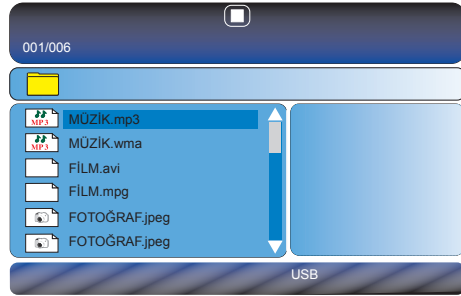 001/006
MP3 MÜZİK.mp3
MP3 MÜZİK.wma
FİLM.avi
FİLM.mpg
FOTOĞRAF.jpeg
FOTOĞRAF.jpeg
USB